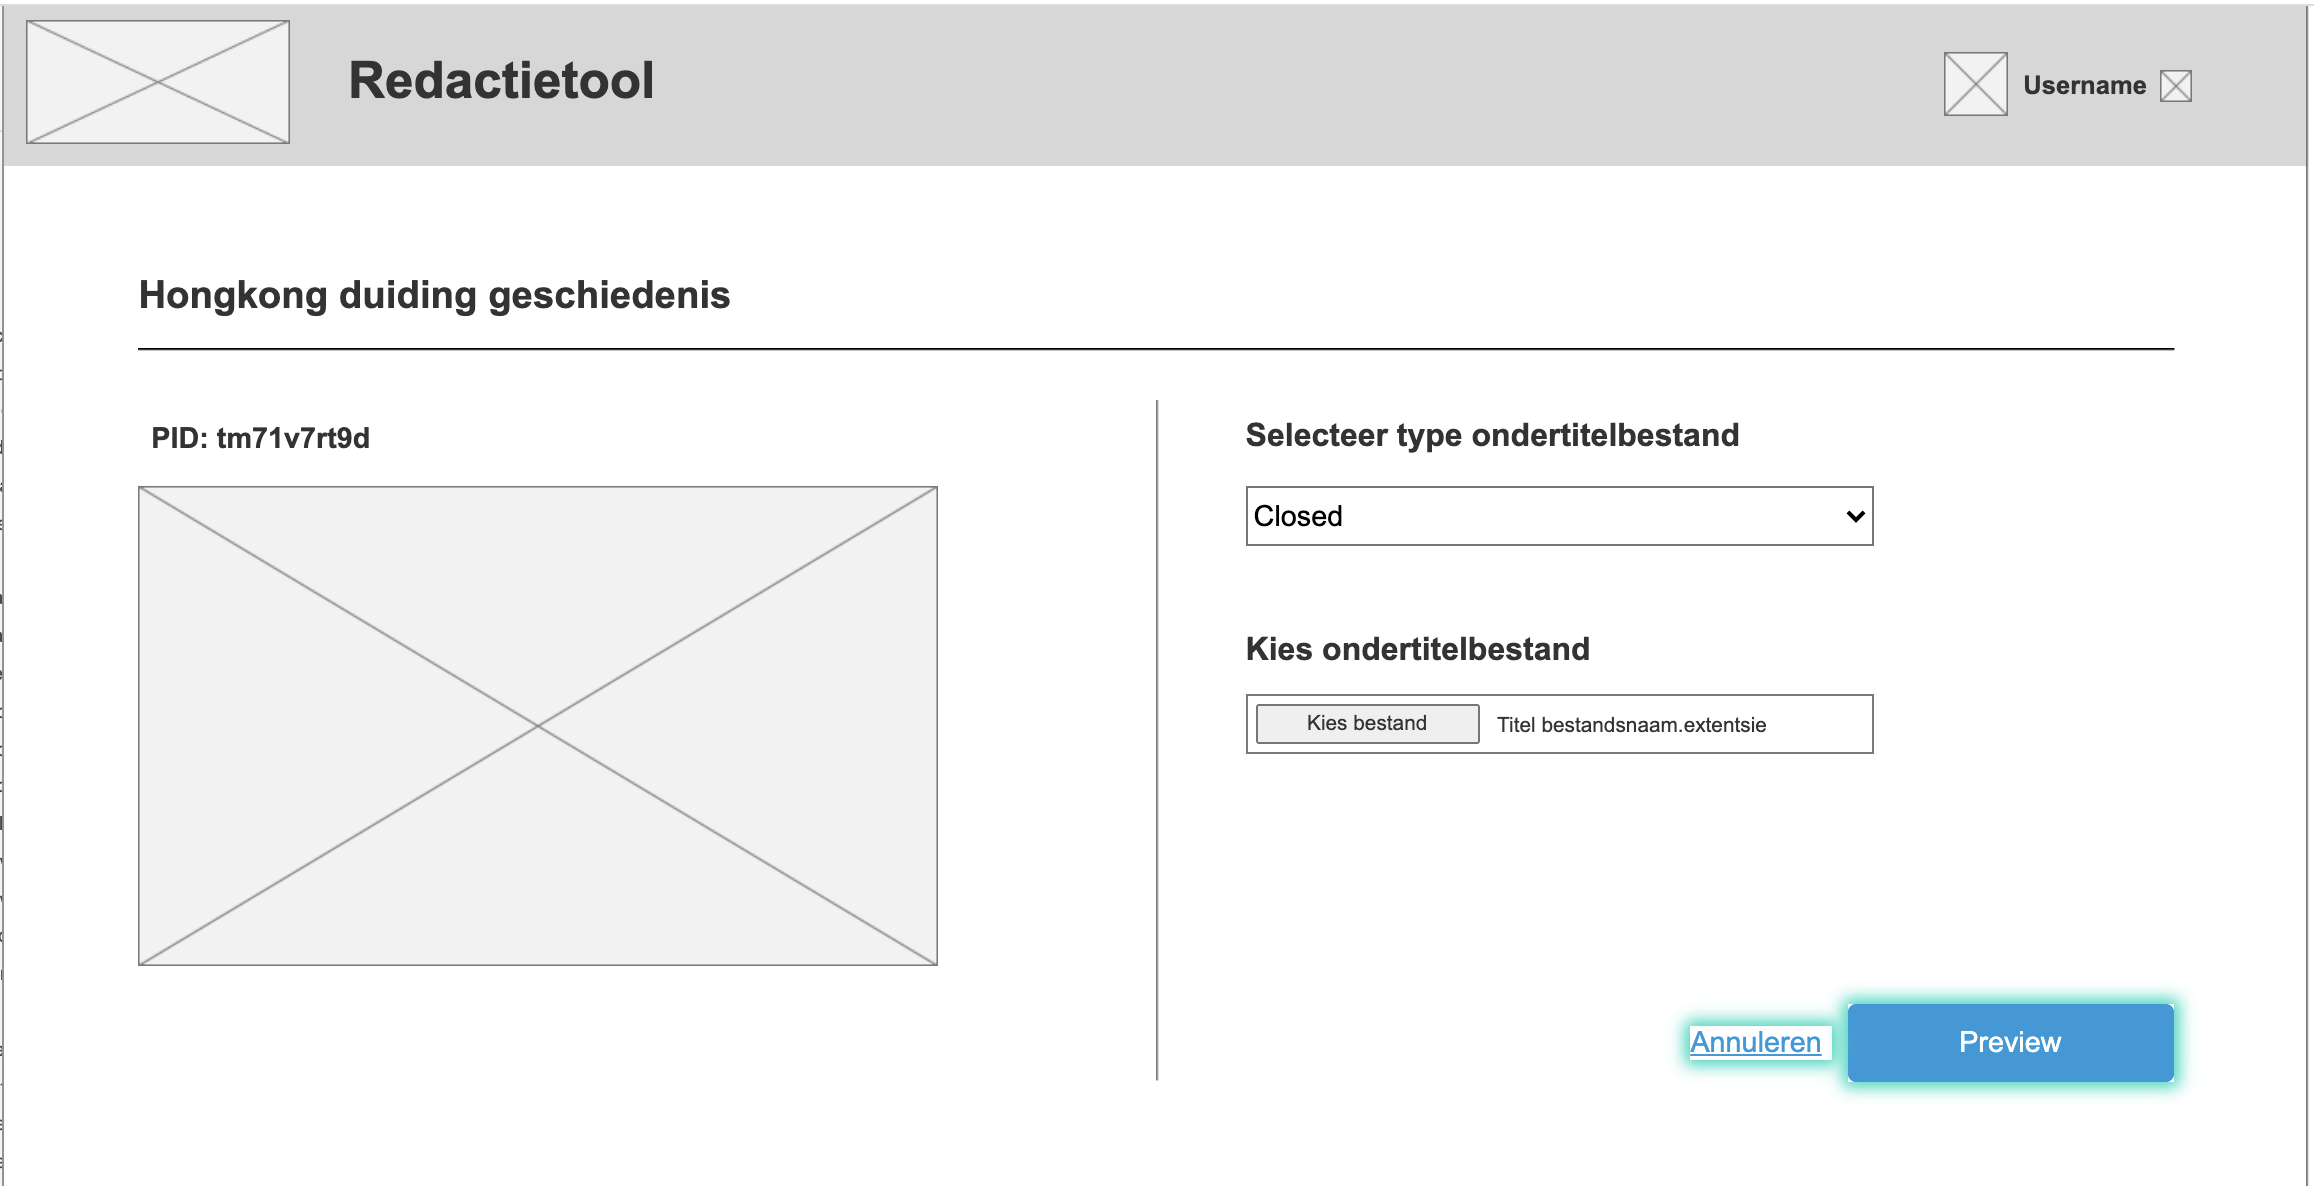 Redactietool
Username
Hongkong duiding geschiedenis
PID: tm71v7rt9d
Selecteer type ondertitelbestand
Closed
Kies ondertitelbestand
Kies bestand
Titel bestandsnaam.extentsie
Annuleren
Preview